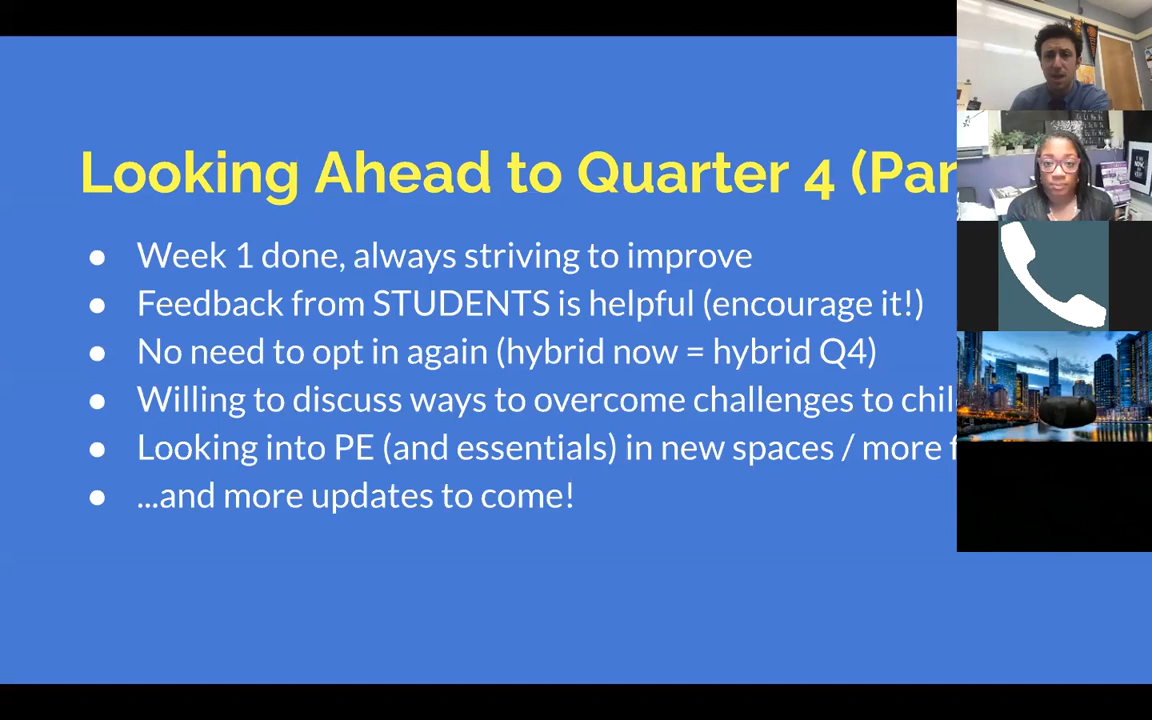 Looking Ahead to Quarter 4 (Par
● Week 1 done, always striving to improve
● Feedback from STUDENTS is helpful (encourage it!)
● No need to opt in again (hybrid now = hybrid Q4)
● Willing to discuss ways to overcome challenges to chil
● Looking into PE (and essentials) in new spaces / more
● ...and more updates to come!